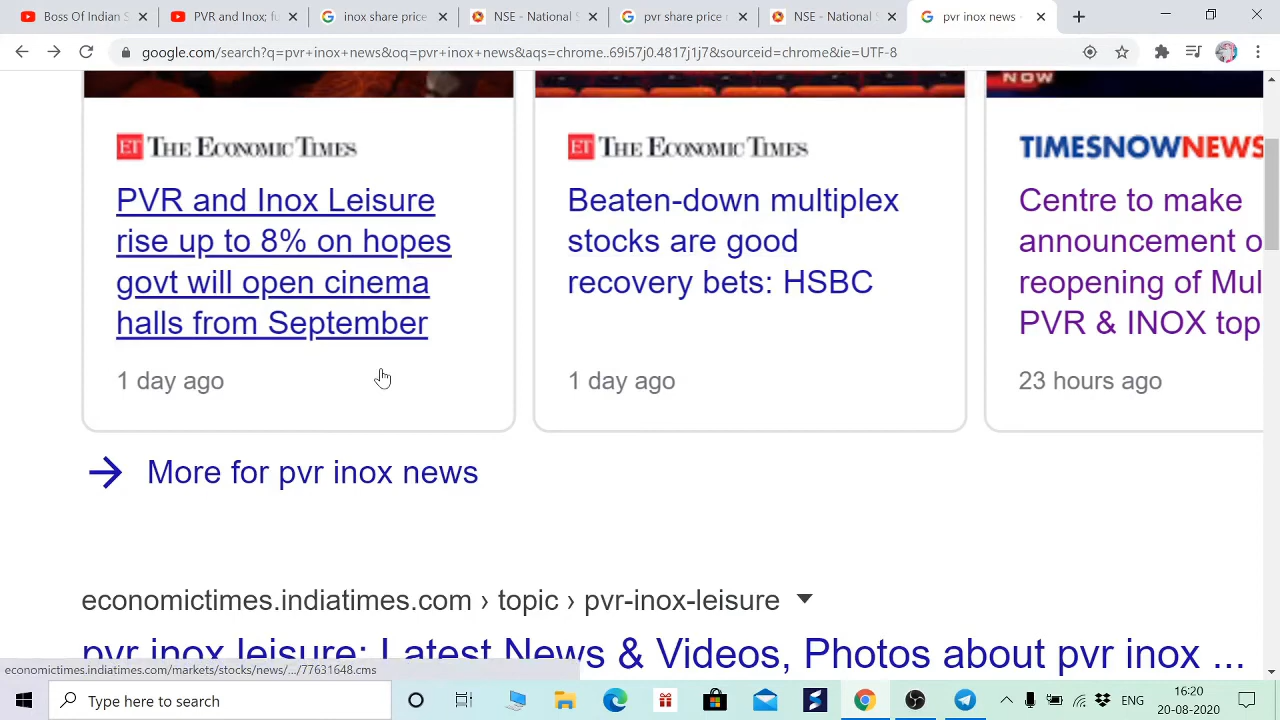 Boss Of Indian S
PVR and Inox; fu
inox share price
NSE - National S
pvr share price
NSE - National S
pvr inox news -
google.com/search?q=pvr+inox+news&oq=pvr+inox+news&aqs=chrome..69i57j0.4817j1j7&sourceid=chrome&ie=UTF-8
NOW
ET THE ECONOMIC TIMES
PVR and Inox Leisure
rise up to 8% on hopes
govt will open cinema
halls from September
1 day ago
ET THE ECONOMIC TIMES
Beaten-down multiplex
stocks are good
recovery bets: HSBC
1 day ago
TIMESNOWNEWS
Centre to make
announcement o
reopening of Mul
PVR & INOX top
23 hours ago
More for pvr inox news
economictimes.indiatimes.com › topic › pvr-inox-leisure
pvr inox leisure: Latest News & Videos, Photos about pvr inox ...
economictimes.indiatimes.com/markets/stocks/news/.../77631648.cms
Type here to search
ENG
16:20
20-08-2020